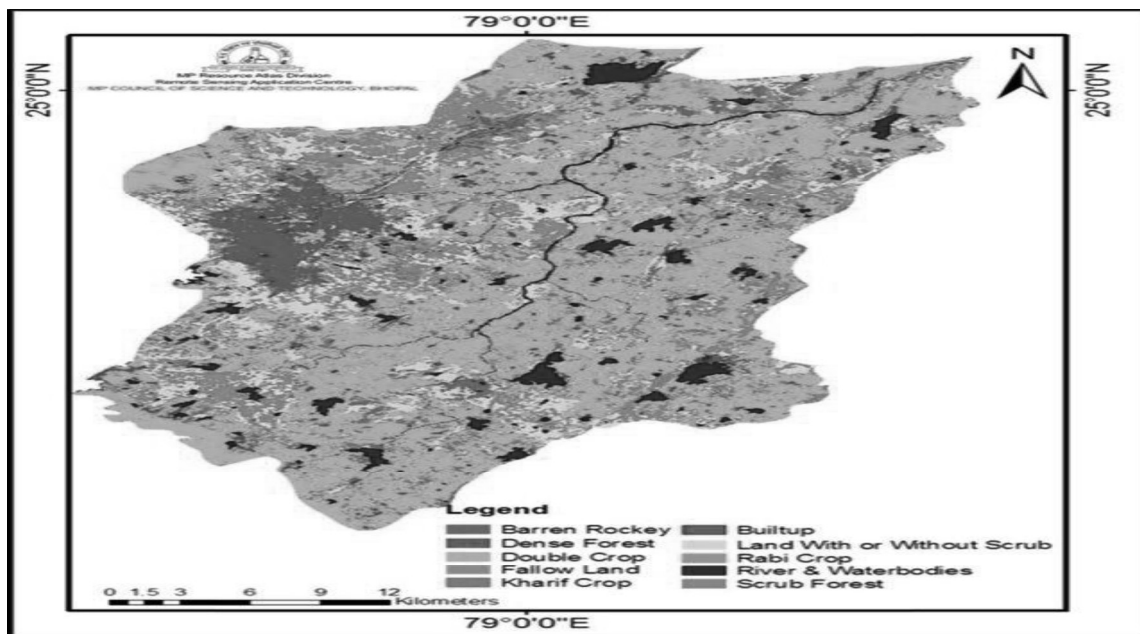 79°0'0"E
MP Resource Atlas Division
Remote Sensing Application Centre
MP COUNCIL OF SCIENCE AND TECHNOLOGY, BHOPAL
N
25°0'0"N
25°0'0"N
Legend
Barren Rockey
Dense Forest
Double Crop
Fallow Land
Kharif Crop
Builtup
Land With or Without Scrub
Rabi Crop
River & Waterbodies
Scrub Forest
0 1.5 3 6 9 12
Kilometers
79°0'0"E